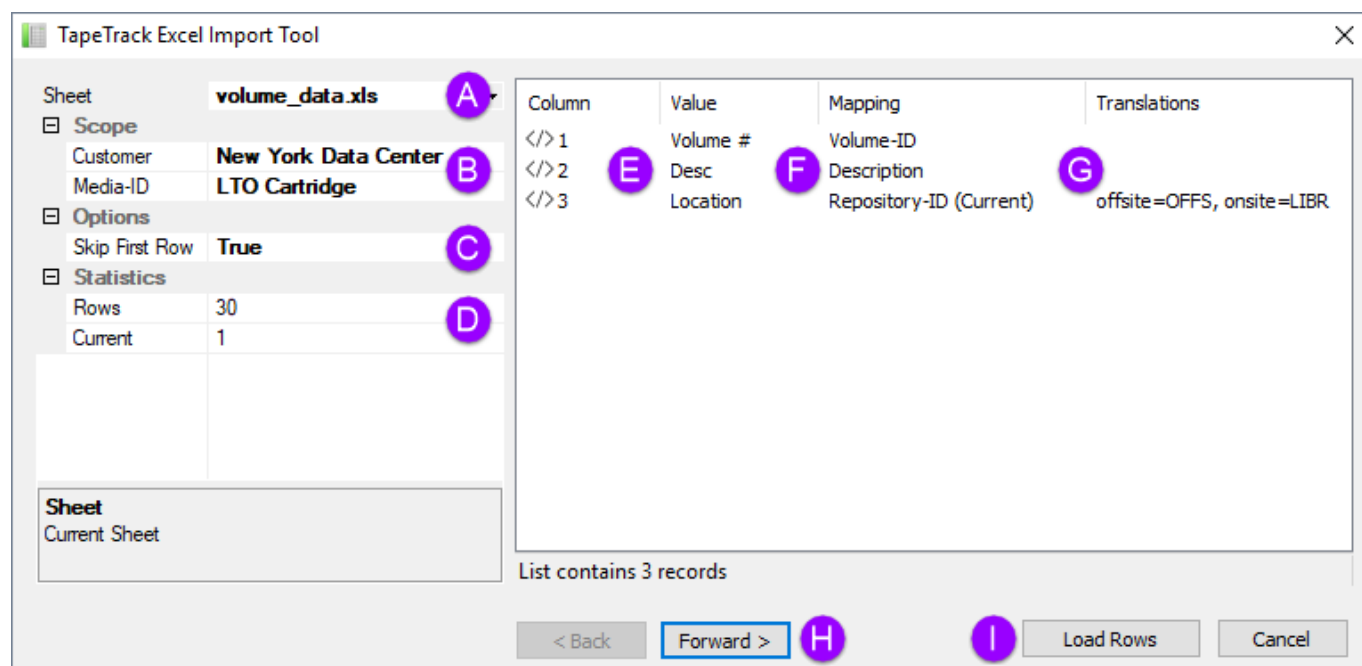 TapeTrack Excel Import Tool
Sheet volume_data.xls A
Scope
Customer New York Data Center
B
Media-ID LTO Cartridge
Options
Skip First Row True C
Statistics
Rows 30
D
Current 1
Sheet
Current Sheet
Column Value Mapping Translations
</> 1 Volume # Volume-ID
</> 2 E Desc F Description G
</> 3 Location Repository-ID (Current) offsite=OFFS, onsite=LIBR
List contains 3 records
< Back Forward > H I Load Rows Cancel